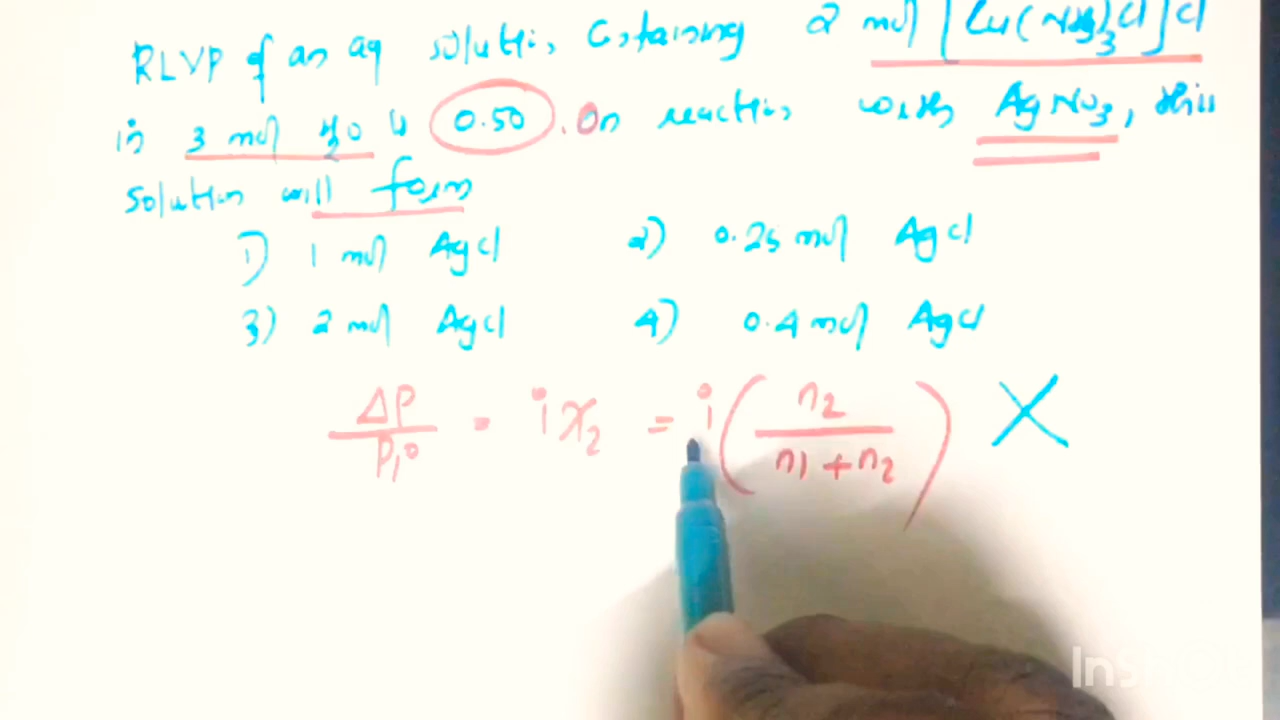 RLVP of an aq solution containing 2 mol [Cu(NH3)3Cl]Cl
in 3 mol H2O is 0.50. On reaction with AgNO3, this
solution will form
1) 1 mol AgCl 2) 0.25 mol AgCl
3) 2 mol AgCl 4) 0.4 mol AgCl
ΔP/P1° = i x2 = i (n2/(n1+n2)) X